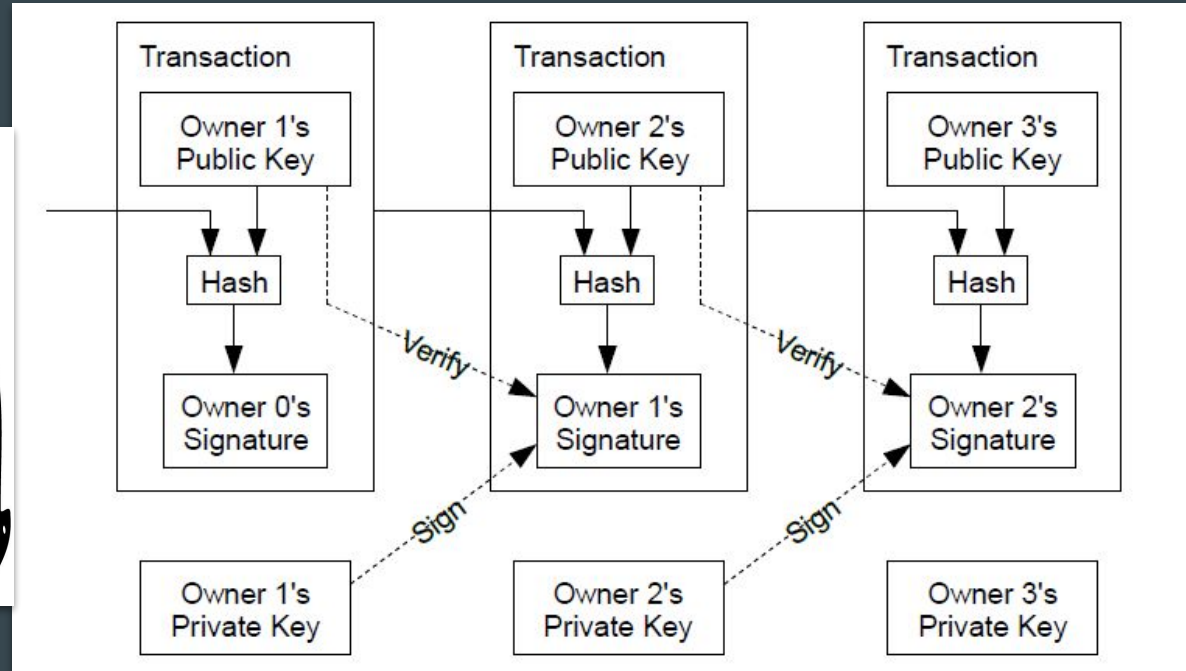 Transaction
Owner 1's
Public Key
Hash
Owner 0's
Signature
Transaction
Owner 2's
Public Key
Hash
Owner 1's
Signature
Transaction
Owner 3's
Public Key
Hash
Owner 2's
Signature
Verify
Verify
Sign
Sign
Owner 1's
Private Key
Owner 2's
Private Key
Owner 3's
Private Key